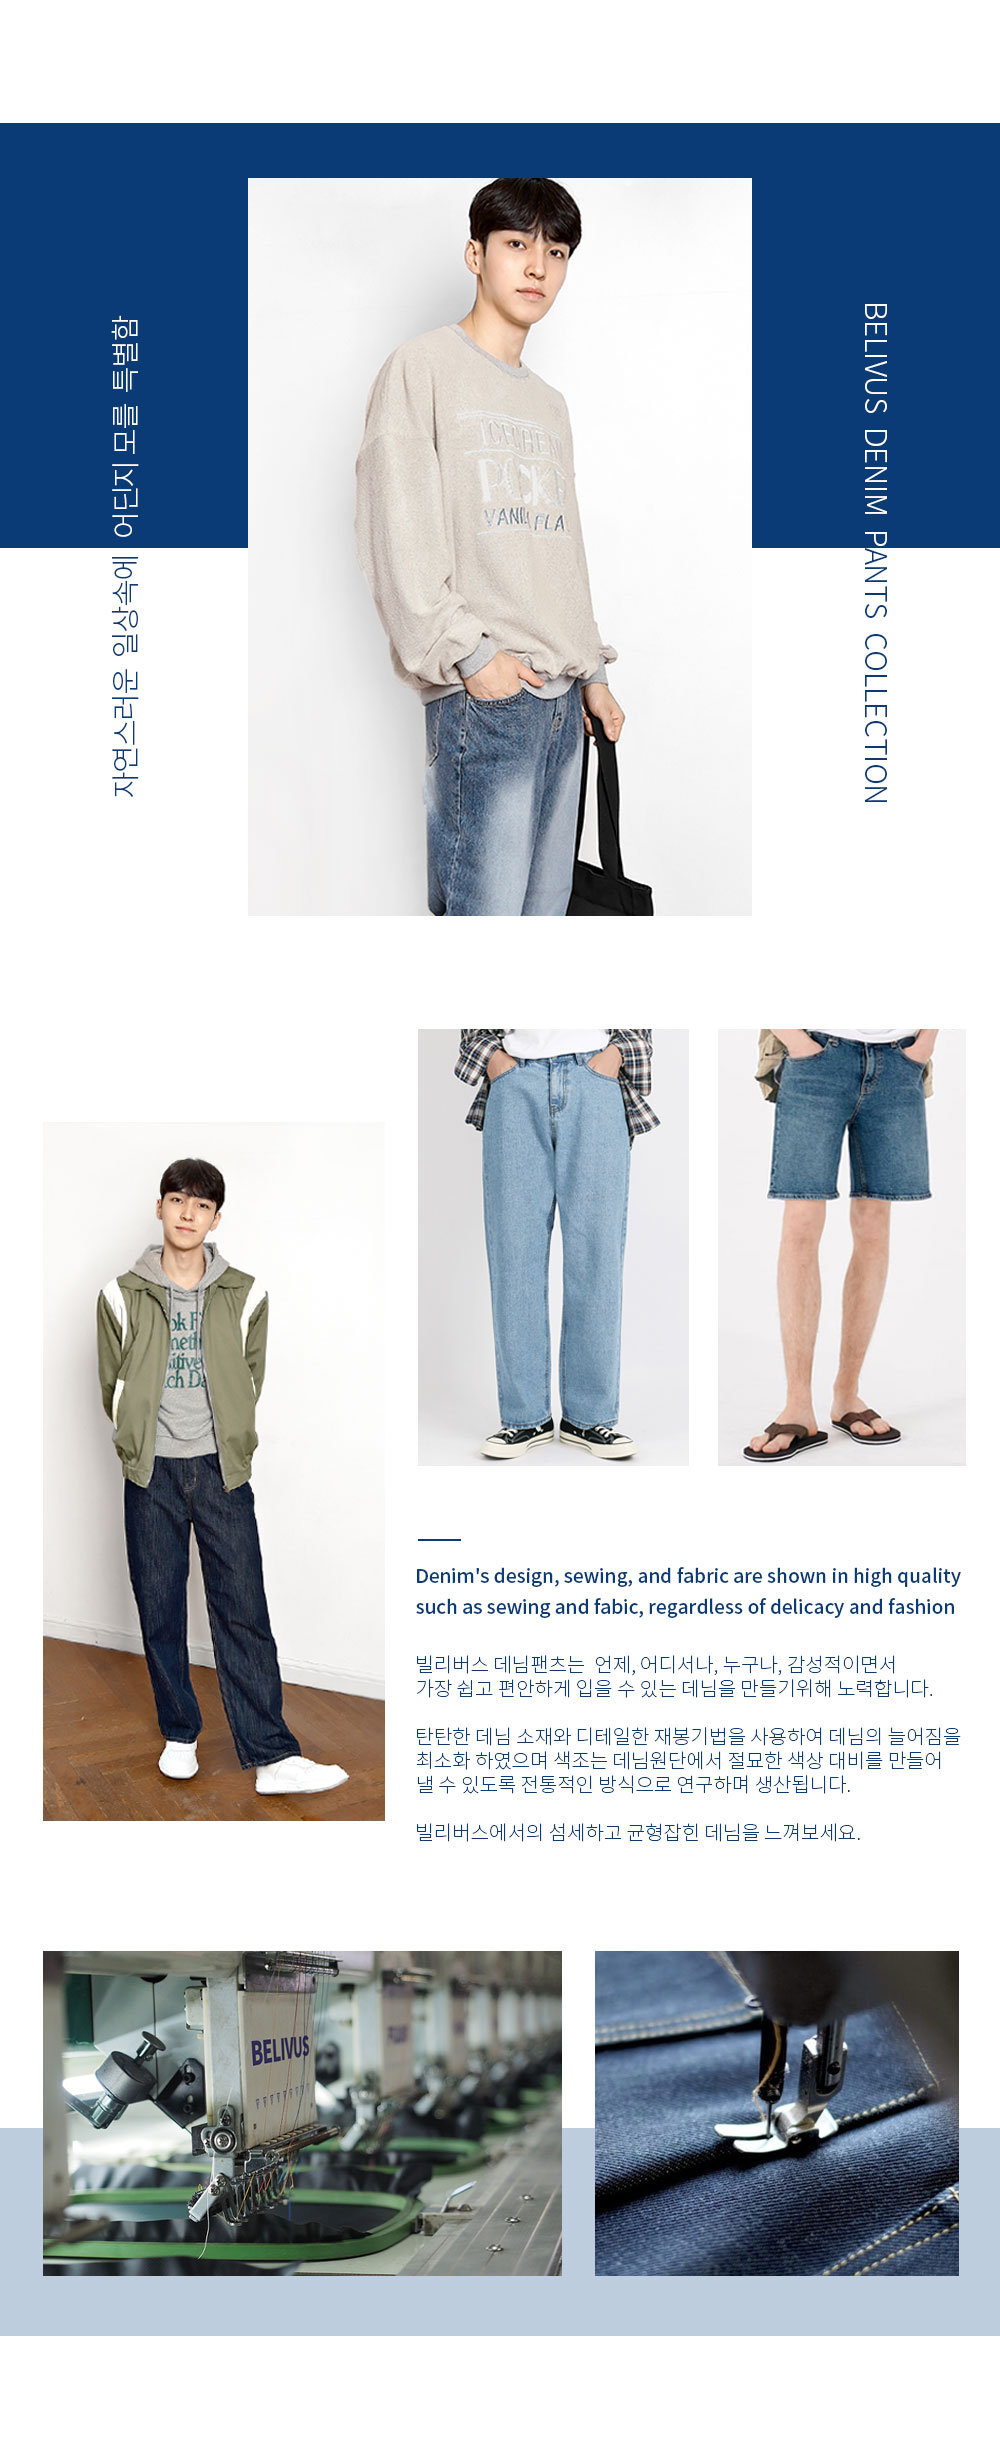 자연스러운 일상속에 어딘지 모를 특별함
BELIVUS DENIM PANTS COLLECTION
VANI
FLA
Denim's design, sewing, and fabric are shown in high quality
such as sewing and fabic, regardless of delicacy and fashion
빌리버스 데님팬츠는 언제, 어디서나, 누구나, 감성적이면서
가장 쉽고 편안하게 입을 수 있는 데님을 만들기위해 노력합니다.
탄탄한 데님 소재와 디테일한 재봉기법을 사용하여 데님의 늘어짐을
최소화 하였으며 색조는 데님원단에서 절묘한 색상 대비를 만들어
낼 수 있도록 전통적인 방식으로 연구하며 생산됩니다.
빌리버스에서의 섬세하고 균형잡힌 데님을 느껴보세요.
BELIVUS